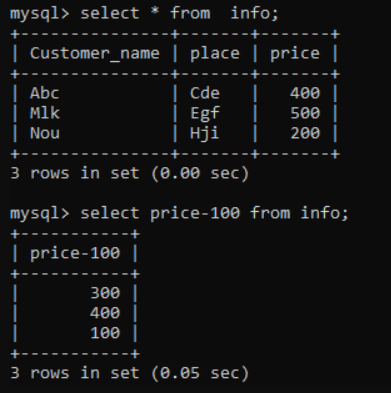 mysql> select * from  info;
+---------------+-------+-------+
| Customer_name | place | price |
+---------------+-------+-------+
| Abc           | Cde   |   400 |
| Mlk           | Egf   |   500 |
| Nou           | Hji   |   200 |
+---------------+-------+-------+
3 rows in set (0.00 sec)

mysql> select price-100 from info;
+-----------+
| price-100 |
+-----------+
|       300 |
|       400 |
|       100 |
+-----------+
3 rows in set (0.05 sec)